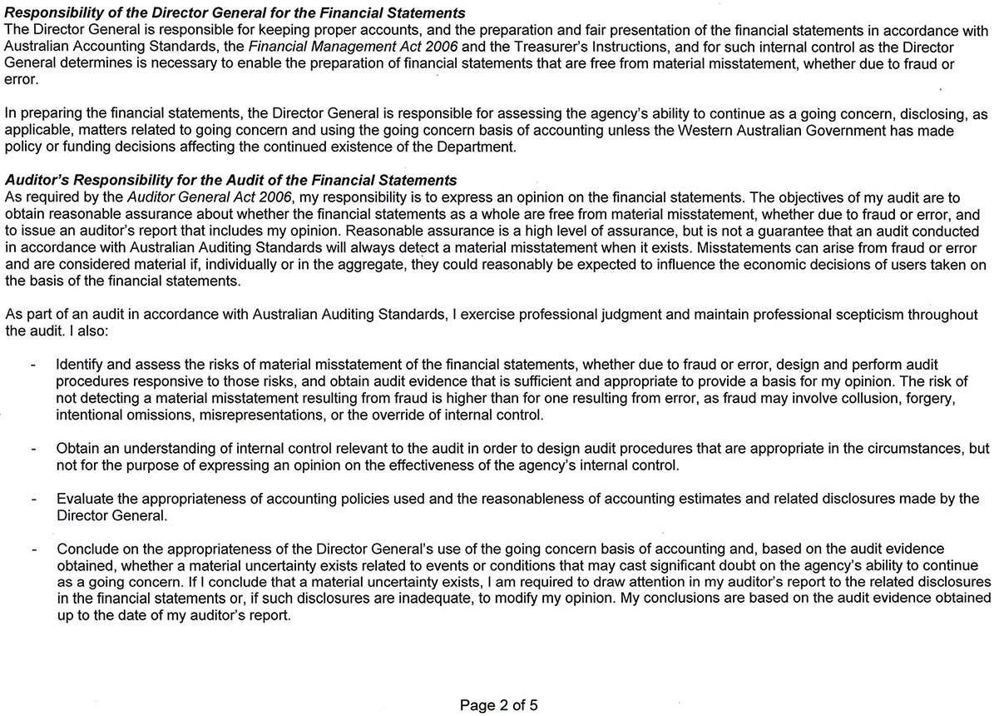 Responsibility of the Director General for the Financial Statements
The Director General is responsible for keeping proper accounts, and the preparation and fair presentation of the financial statements in accordance with
Australian Accounting Standards, the Financial Management Act 2006 and the Treasurer's Instructions, and for such internal control as the Director
General determines is necessary to enable the preparation of financial statements that are free from material misstatement, whether due to fraud or
error.
In preparing the financial statements, the Director General is responsible for assessing the agency's ability to continue as a going concern, disclosing, as
applicable, matters related to going concern and using the going concern basis of accounting unless the Western Australian Government has made
policy or funding decisions affecting the continued existence of the Department.
Auditor's Responsibility for the Audit of the Financial Statements
As required by the Auditor General Act 2006, my responsibility is to express an opinion on the financial statements. The objectives of my audit are to
obtain reasonable assurance about whether the financial statements as a whole are free from material misstatement, whether due to fraud or error, and
to issue an auditor's report that includes my opinion. Reasonable assurance is a high level of assurance, but is not a guarantee that an audit conducted
in accordance with Australian Auditing Standards will always detect a material misstatement when it exists. Misstatements can arise from fraud or error
and are considered material if, individually or in the aggregate, they could reasonably be expected to influence the economic decisions of users taken on
the basis of the financial statements.
As part of an audit in accordance with Australian Auditing Standards, I exercise professional judgment and maintain professional scepticism throughout
the audit. I also:
- Identify and assess the risks of material misstatement of the financial statements, whether due to fraud or error, design and perform audit
procedures responsive to those risks, and obtain audit evidence that is sufficient and appropriate to provide a basis for my opinion. The risk of
not detecting a material misstatement resulting from fraud is higher than for one resulting from error, as fraud may involve collusion, forgery,
intentional omissions, misrepresentations, or the override of internal control.
- Obtain an understanding of internal control relevant to the audit in order to design audit procedures that are appropriate in the circumstances, but
not for the purpose of expressing an opinion on the effectiveness of the agency's internal control.
- Evaluate the appropriateness of accounting policies used and the reasonableness of accounting estimates and related disclosures made by the
Director General.
- Conclude on the appropriateness of the Director General's use of the going concern basis of accounting and, based on the audit evidence
obtained, whether a material uncertainty exists related to events or conditions that may cast significant doubt on the agency's ability to continue
as a going concern. If I conclude that a material uncertainty exists, I am required to draw attention in my auditor's report to the related disclosures
in the financial statements or, if such disclosures are inadequate, to modify my opinion. My conclusions are based on the audit evidence obtained
up to the date of my auditor's report.
Page 2 of 5